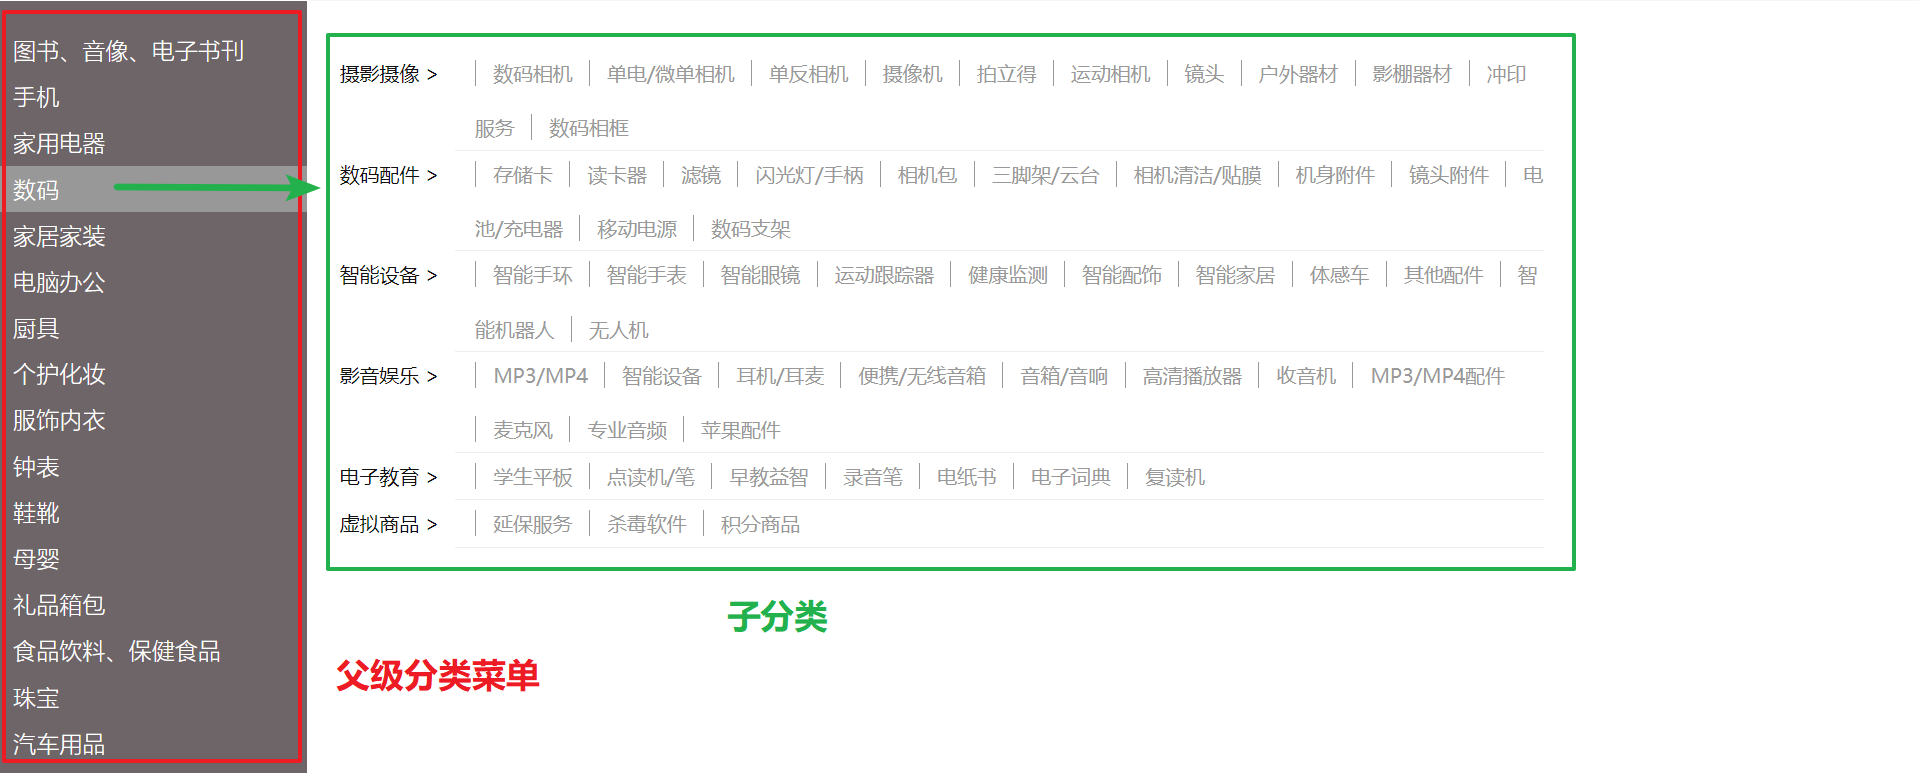 图书、音像、电子书刊
手机
家用电器
数码
家居家装
电脑办公
厨具
个护化妆
服饰内衣
钟表
鞋靴
母婴
礼品箱包
食品饮料、保健食品
珠宝
汽车用品
摄影摄像 > 数码相机 单电/微单相机 单反相机 摄像机 拍立得 运动相机 镜头 户外器材 影棚器材 冲印
服务 数码相框
数码配件 > 存储卡 读卡器 滤镜 闪光灯/手柄 相机包 三脚架/云台 相机清洁/贴膜 机身附件 镜头附件 电
池/充电器 移动电源 数码支架
智能设备 > 智能手环 智能手表 智能眼镜 运动跟踪器 健康监测 智能配饰 智能家居 体感车 其他配件 智
能机器人 无人机
影音娱乐 > MP3/MP4 智能设备 耳机/耳麦 便携/无线音箱 音箱/音响 高清播放器 收音机 MP3/MP4配件
麦克风 专业音频 苹果配件
电子教育 > 学生平板 点读机/笔 早教益智 录音笔 电纸书 电子词典 复读机
虚拟商品 > 延保服务 杀毒软件 积分商品
子分类
父级分类菜单